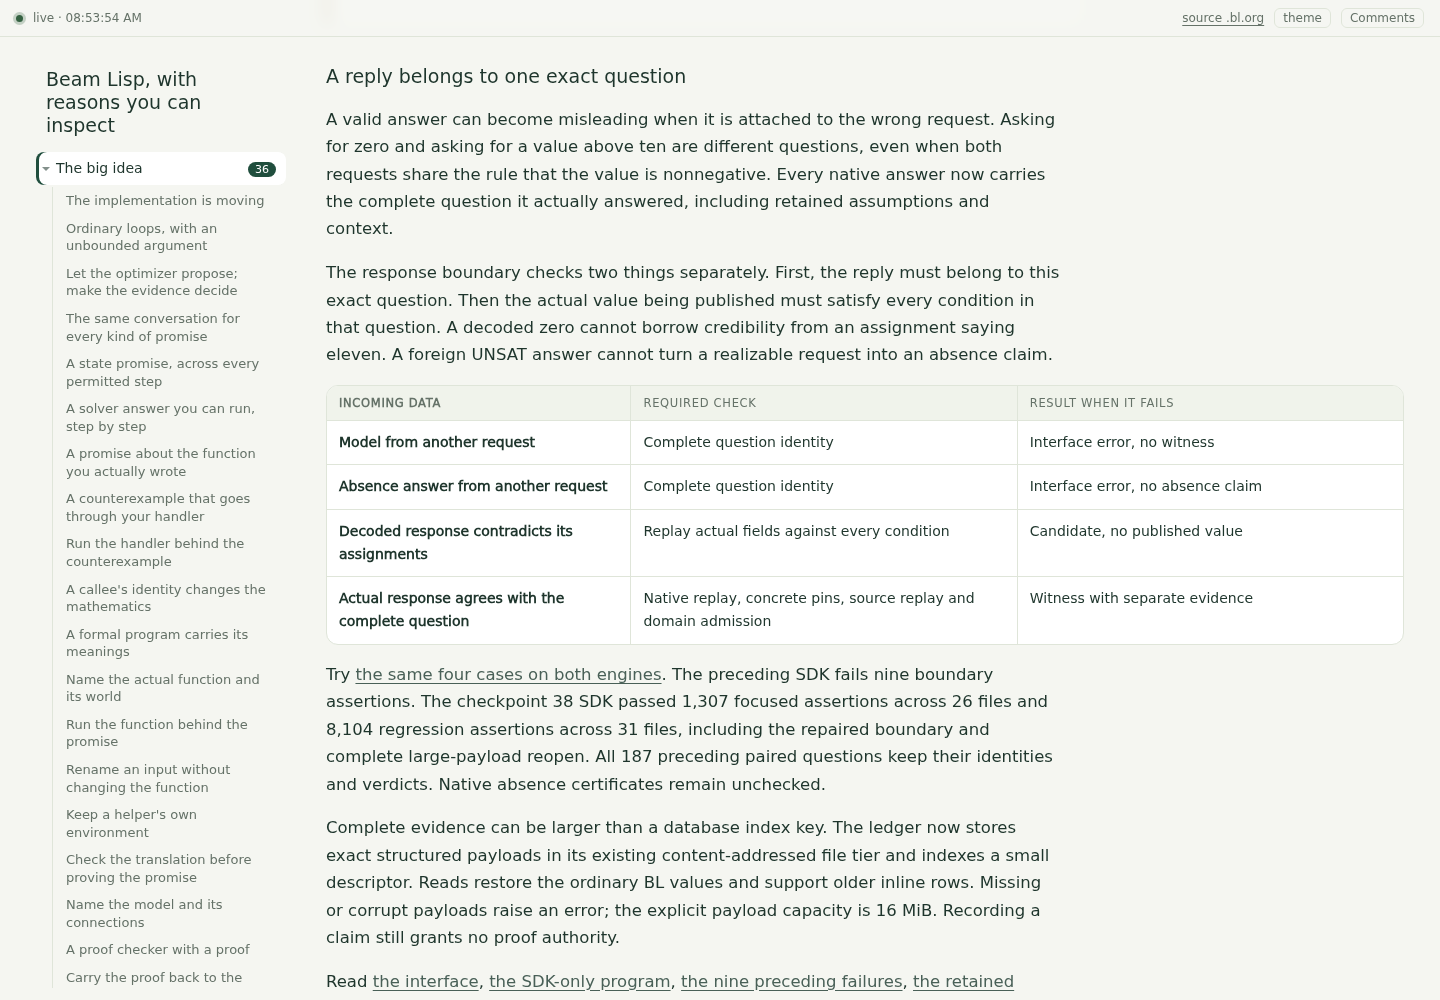 live · 08:53:54 AM
source .bl.org
theme
Comments
Beam Lisp, with
reasons you can
inspect
The big idea
36
The implementation is moving
Ordinary loops, with an
unbounded argument
Let the optimizer propose;
make the evidence decide
The same conversation for
every kind of promise
A state promise, across every
permitted step
A solver answer you can run,
step by step
A promise about the function
you actually wrote
A counterexample that goes
through your handler
Run the handler behind the
counterexample
A callee's identity changes the
mathematics
A formal program carries its
meanings
Name the actual function and
its world
Run the function behind the
promise
Rename an input without
changing the function
Keep a helper's own
environment
Check the translation before
proving the promise
Name the model and its
connections
A proof checker with a proof
Carry the proof back to the
A reply belongs to one exact question
A valid answer can become misleading when it is attached to the wrong request. Asking
for zero and asking for a value above ten are different questions, even when both
requests share the rule that the value is nonnegative. Every native answer now carries
the complete question it actually answered, including retained assumptions and
context.
The response boundary checks two things separately. First, the reply must belong to this
exact question. Then the actual value being published must satisfy every condition in
that question. A decoded zero cannot borrow credibility from an assignment saying
eleven. A foreign UNSAT answer cannot turn a realizable request into an absence claim.
INCOMING DATA
REQUIRED CHECK
RESULT WHEN IT FAILS
Model from another request
Complete question identity
Interface error, no witness
Absence answer from another request
Complete question identity
Interface error, no absence claim
Decoded response contradicts its
assignments
Replay actual fields against every condition
Candidate, no published value
Actual response agrees with the
complete question
Native replay, concrete pins, source replay and
domain admission
Witness with separate evidence
Try the same four cases on both engines. The preceding SDK fails nine boundary
assertions. The checkpoint 38 SDK passed 1,307 focused assertions across 26 files and
8,104 regression assertions across 31 files, including the repaired boundary and
complete large-payload reopen. All 187 preceding paired questions keep their identities
and verdicts. Native absence certificates remain unchecked.
Complete evidence can be larger than a database index key. The ledger now stores
exact structured payloads in its existing content-addressed file tier and indexes a small
descriptor. Reads restore the ordinary BL values and support older inline rows. Missing
or corrupt payloads raise an error; the explicit payload capacity is 16 MiB. Recording a
claim still grants no proof authority.
Read the interface, the SDK-only program, the nine preceding failures, the retained